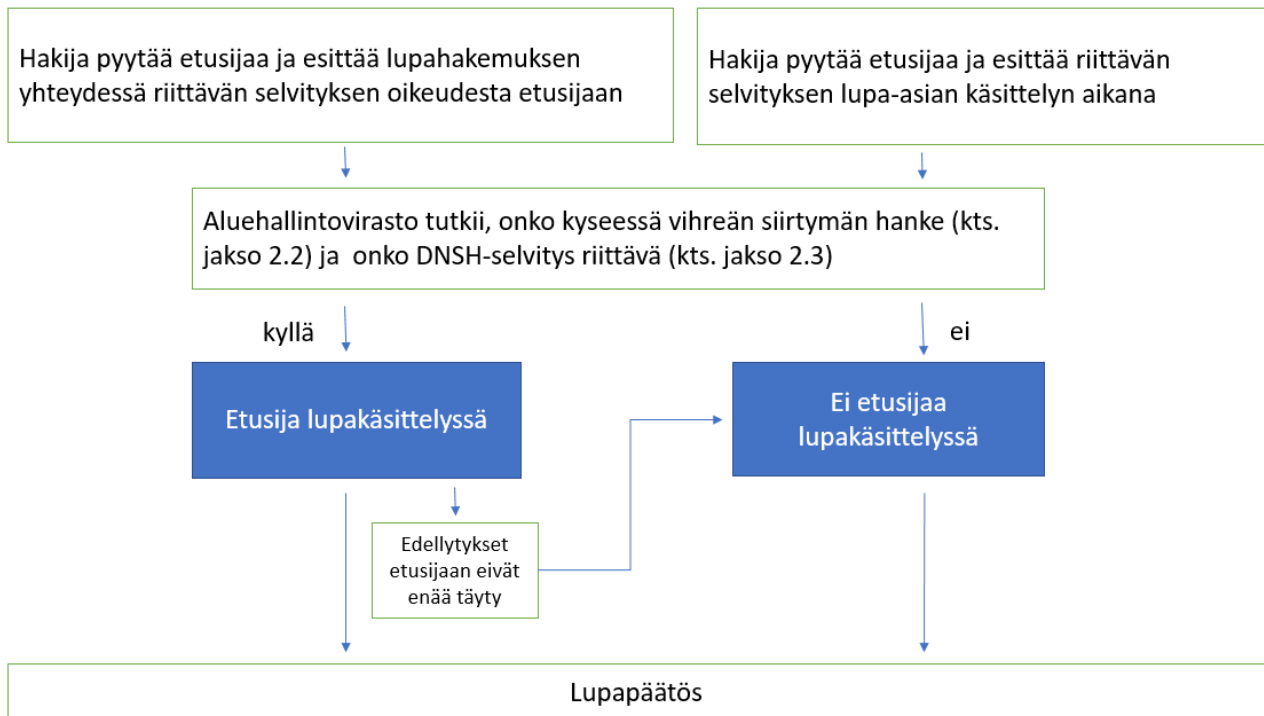 Hakija pyytää etusijaa ja esittää lupahakemuksen
yhteydessä riittävän selvityksen oikeudesta etusijaan
Hakija pyytää etusijaa ja esittää riittävän
selvityksen lupa-asian käsittelyn aikana
Aluehallintovirasto tutkii, onko kyseessä vihreän siirtymän hanke (kts.
jakso 2.2) ja onko DNSH-selvitys riittävä (kts. jakso 2.3)
kyllä
ei
Etusija lupakäsittelyssä
Ei etusijaa
lupakäsittelyssä
Edellytykset
etusijaan eivät
enää täyty
Lupapäätös